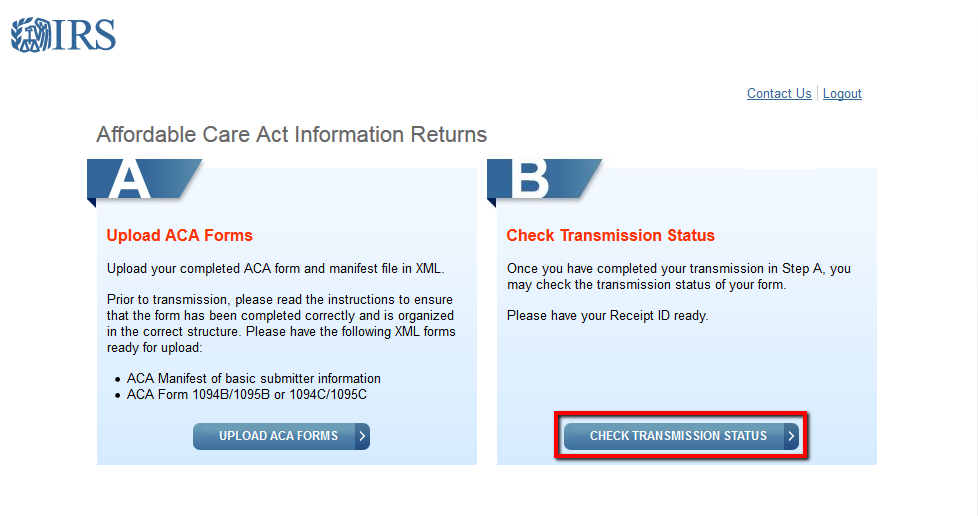 IRS
Contact Us Logout
Affordable Care Act Information Returns
A
Upload ACA Forms
Upload your completed ACA form and manifest file in XML.
Prior to transmission, please read the instructions to ensure
that the form has been completed correctly and is organized
in the correct structure. Please have the following XML forms
ready for upload:
• ACA Manifest of basic submitter information
• ACA Form 1094B/1095B or 1094C/1095C
UPLOAD ACA FORMS >
B
Check Transmission Status
Once you have completed your transmission in Step A, you
may check the transmission status of your form.
Please have your Receipt ID ready.
CHECK TRANSMISSION STATUS >